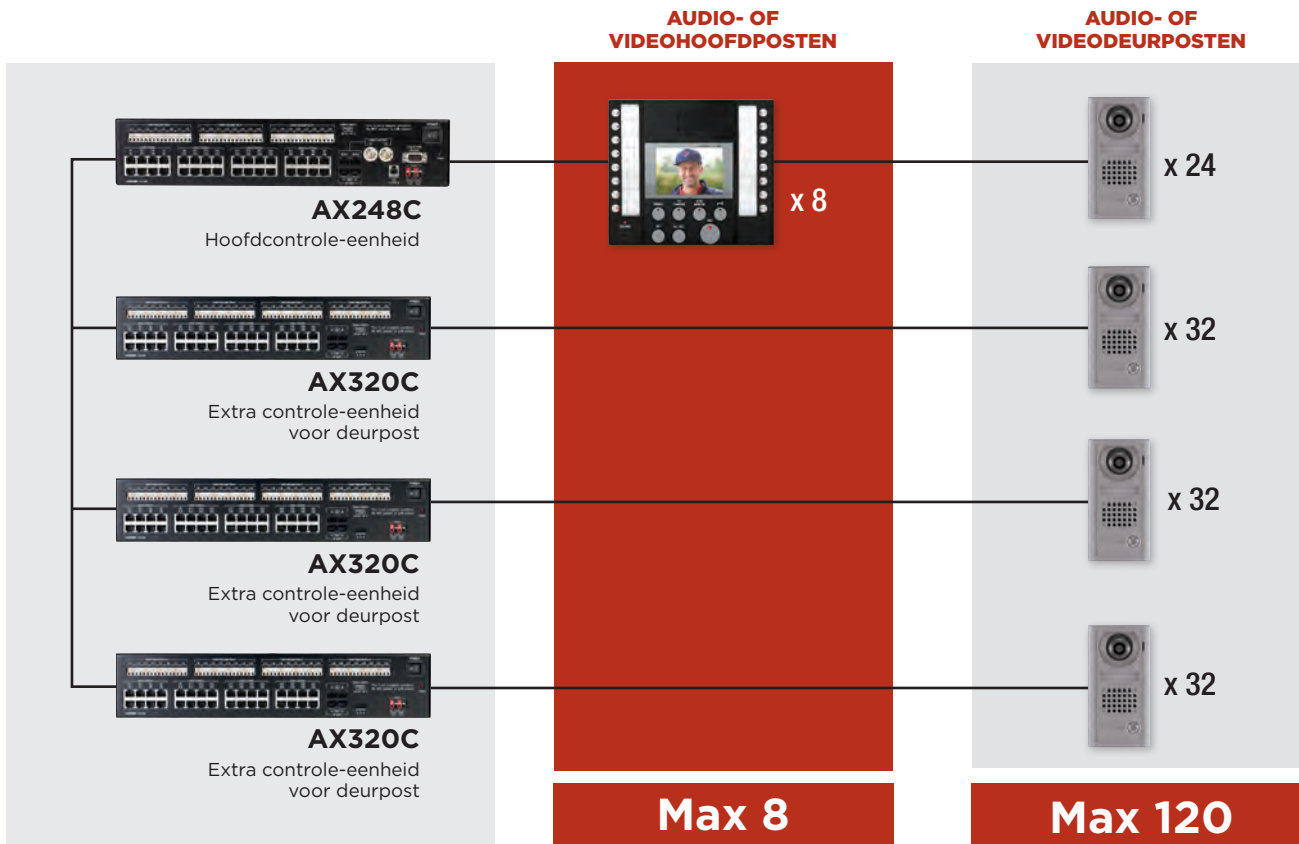 AUDIO- OF
VIDEOHOOFDPOSTEN
AUDIO- OF
VIDEODEURPOSTEN
AX248C
Hoofdcontrole-eenheid
x 8
x 24
AX320C
Extra controle-eenheid
voor deurpost
x 32
AX320C
Extra controle-eenheid
voor deurpost
x 32
AX320C
Extra controle-eenheid
voor deurpost
x 32
Max 8
Max 120